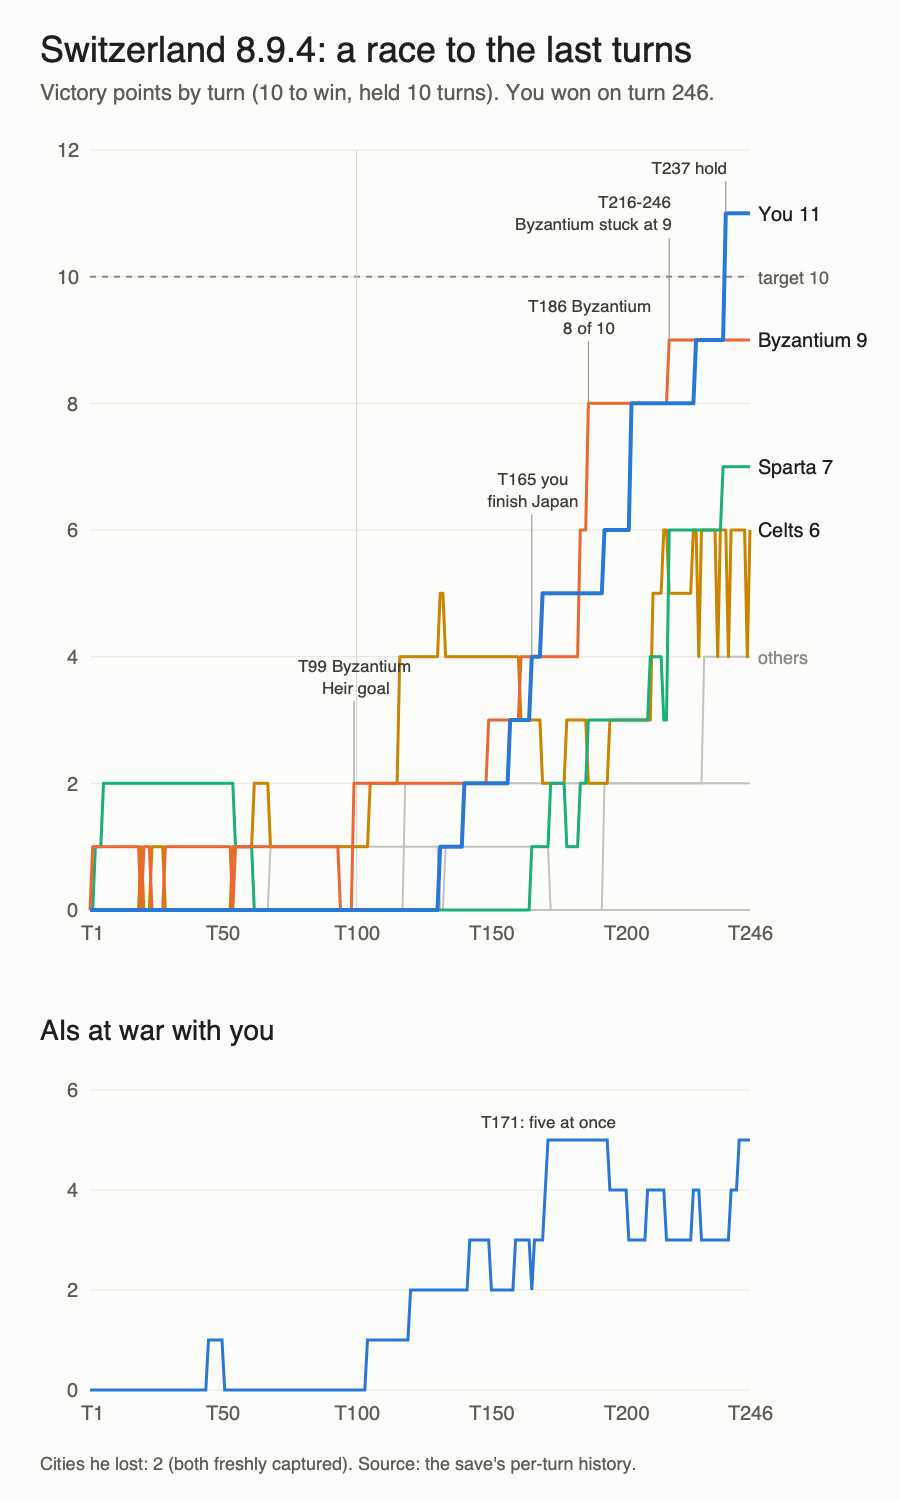 Switzerland 8.9.4: a race to the last turns
Victory points by turn (10 to win, held 10 turns). You won on turn 246.
12
T237 hold
T216-246
Byzantium stuck at 9
You 11
10
target 10
T186 Byzantium
8 of 10
Byzantium 9
8
T165 you
finish Japan
Sparta 7
6
Celts 6
4
T99 Byzantium
Heir goal
others
2
0
T1
T50
T100
T150
T200
T246
AIs at war with you
6
T171: five at once
4
2
0
T1
T50
T100
T150
T200
T246
Cities he lost: 2 (both freshly captured). Source: the save's per-turn history.